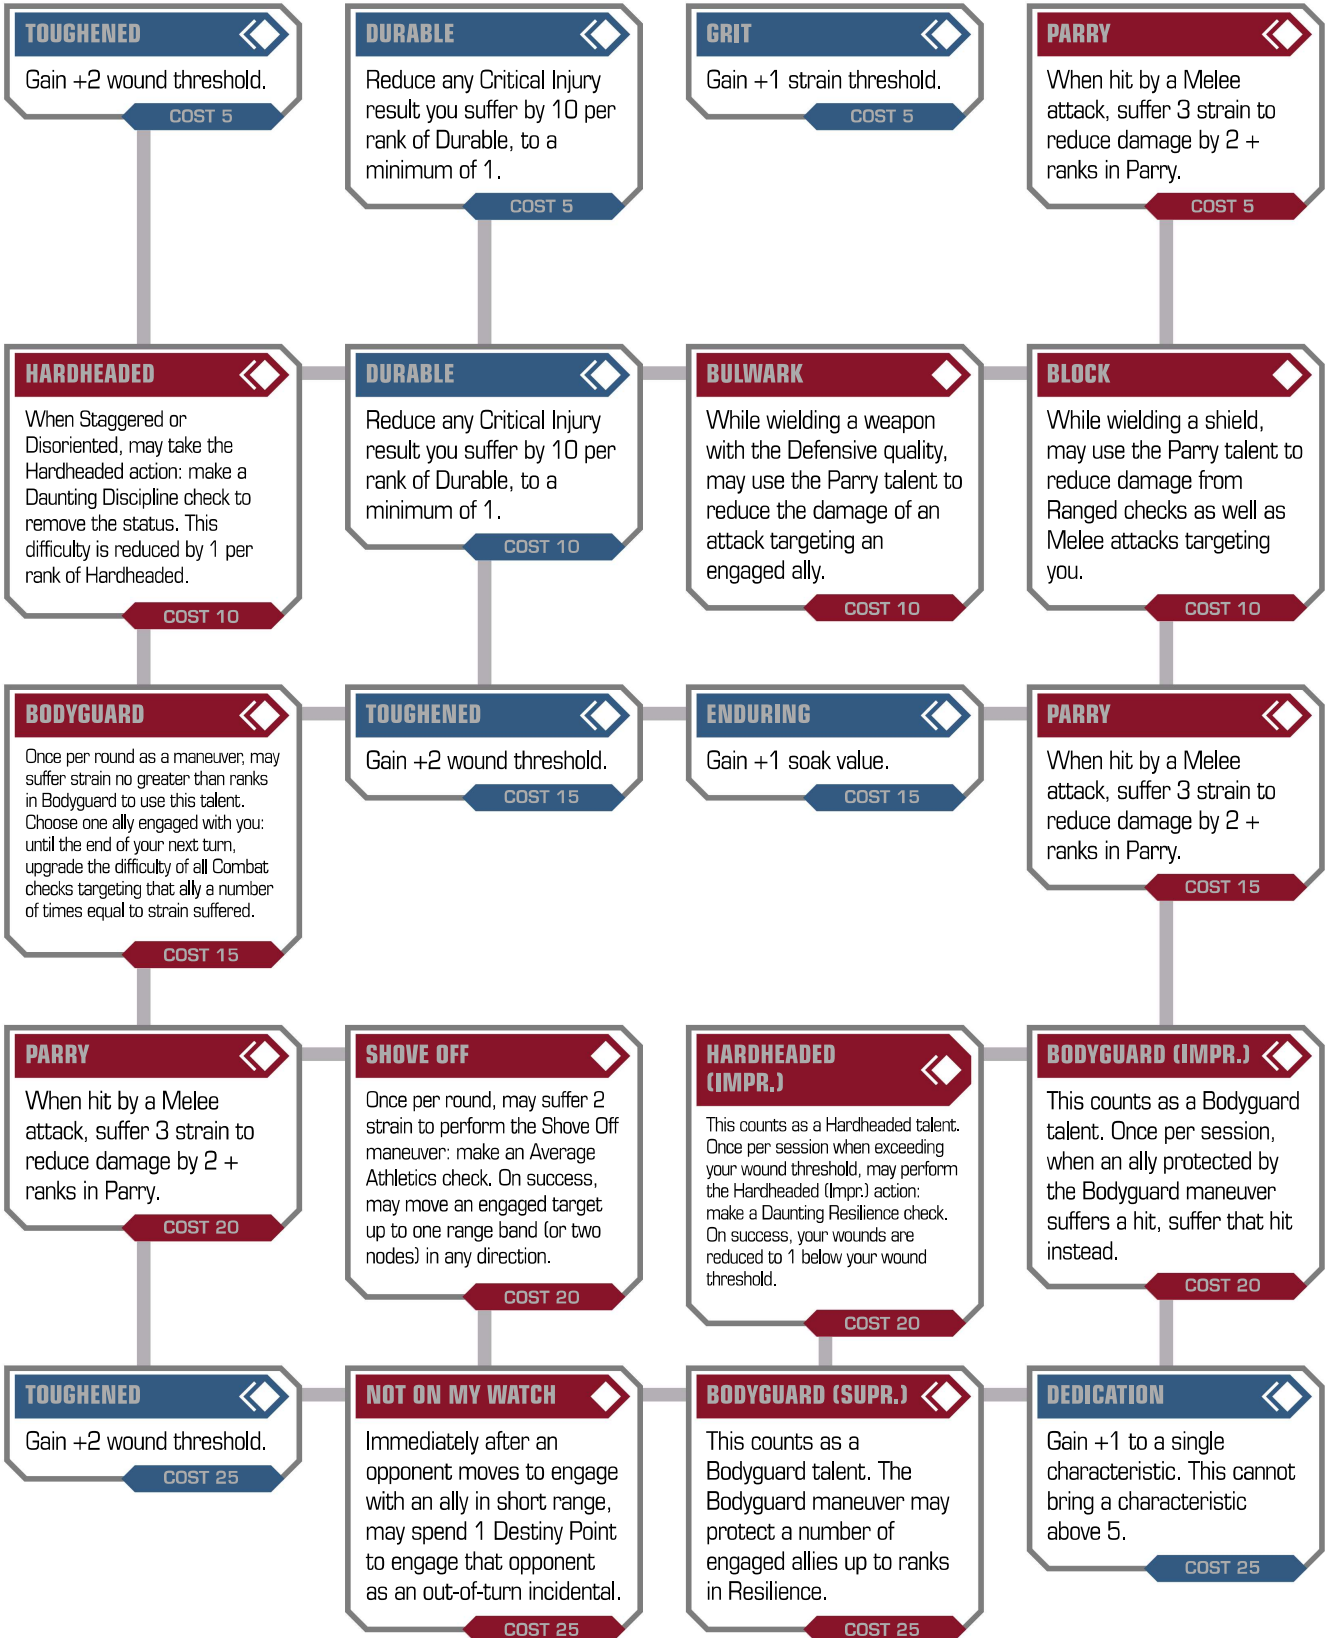 TOUGHENED
Gain +2 wound threshold.
COST 5
DURABLE
Reduce any Critical Injury
result you suffer by 10 per
rank of Durable, to a
minimum of 1.
COST 5
GRIT
Gain +1 strain threshold.
COST 5
PARRY
When hit by a Melee
attack, suffer 3 strain to
reduce damage by 2 +
ranks in Parry.
COST 5
HARDHEADED
When Staggered or
Disoriented, may take the
Hardheaded action: make a
Daunting Discipline check to
remove the status. This
difficulty is reduced by 1 per
rank of Hardheaded.
COST 10
DURABLE
Reduce any Critical Injury
result you suffer by 10 per
rank of Durable, to a
minimum of 1.
COST 10
BULWARK
While wielding a weapon
with the Defensive quality,
may use the Parry talent to
reduce the damage of an
attack targeting an
engaged ally.
COST 10
BLOCK
While wielding a shield,
may use the Parry talent to
reduce damage from
Ranged checks as well as
Melee attacks targeting
you.
COST 10
BODYGUARD
Once per round as a maneuver, may
suffer strain no greater than ranks
in Bodyguard to use this talent.
Choose one ally engaged with you:
until the end of your next turn,
upgrade the difficulty of all Combat
checks targeting that ally a number
of times equal to strain suffered.
COST 15
TOUGHENED
Gain +2 wound threshold.
COST 15
ENDURING
Gain +1 soak value.
COST 15
PARRY
When hit by a Melee
attack, suffer 3 strain to
reduce damage by 2 +
ranks in Parry.
COST 15
PARRY
When hit by a Melee
attack, suffer 3 strain to
reduce damage by 2 +
ranks in Parry.
COST 20
SHOVE OFF
Once per round, may suffer 2
strain to perform the Shove Off
maneuver: make an Average
Athletics check. On success,
may move an engaged target
up to one range band (or two
nodes) in any direction.
COST 20
HARDHEADED
(IMPR.)
This counts as a Hardheaded talent.
Once per session when exceeding
your wound threshold, may perform
the Hardheaded (Impr.) action:
make a Daunting Resilience check.
On success, your wounds are
reduced to 1 below your wound
threshold.
COST 20
BODYGUARD (IMPR.)
This counts as a Bodyguard
talent. Once per session,
when an ally protected by
the Bodyguard maneuver
suffers a hit, suffer that hit
instead.
COST 20
TOUGHENED
Gain +2 wound threshold.
COST 25
NOT ON MY WATCH
Immediately after an
opponent moves to engage
with an ally in short range,
may spend 1 Destiny Point
to engage that opponent
as an out-of-turn incidental.
COST 25
BODYGUARD (SUPR.)
This counts as a
Bodyguard talent. The
Bodyguard maneuver may
protect a number of
engaged allies up to ranks
in Resilience.
COST 25
DEDICATION
Gain +1 to a single
characteristic. This cannot
bring a characteristic
above 5.
COST 25